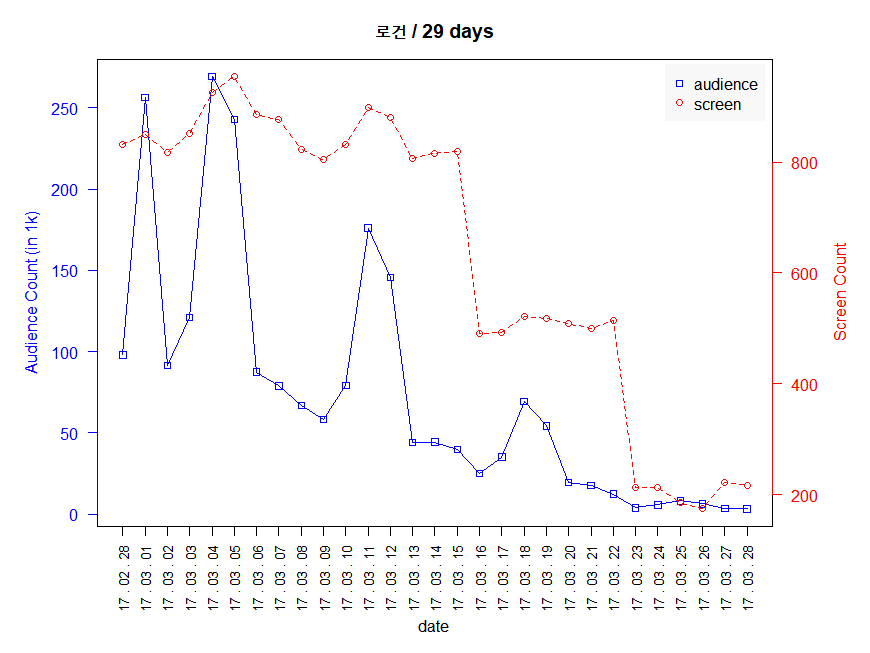 로건 / 29 days
audience
screen
Audience Count (in 1k)
0
50
100
150
200
250
Screen Count
200
400
600
800
17 . 02 . 28
17 . 03 . 01
17 . 03 . 02
17 . 03 . 03
17 . 03 . 04
17 . 03 . 05
17 . 03 . 06
17 . 03 . 07
17 . 03 . 08
17 . 03 . 09
17 . 03 . 10
17 . 03 . 11
17 . 03 . 12
17 . 03 . 13
17 . 03 . 14
17 . 03 . 15
17 . 03 . 16
17 . 03 . 17
17 . 03 . 18
17 . 03 . 19
17 . 03 . 20
17 . 03 . 21
17 . 03 . 22
17 . 03 . 23
17 . 03 . 24
17 . 03 . 25
17 . 03 . 26
17 . 03 . 27
17 . 03 . 28
date